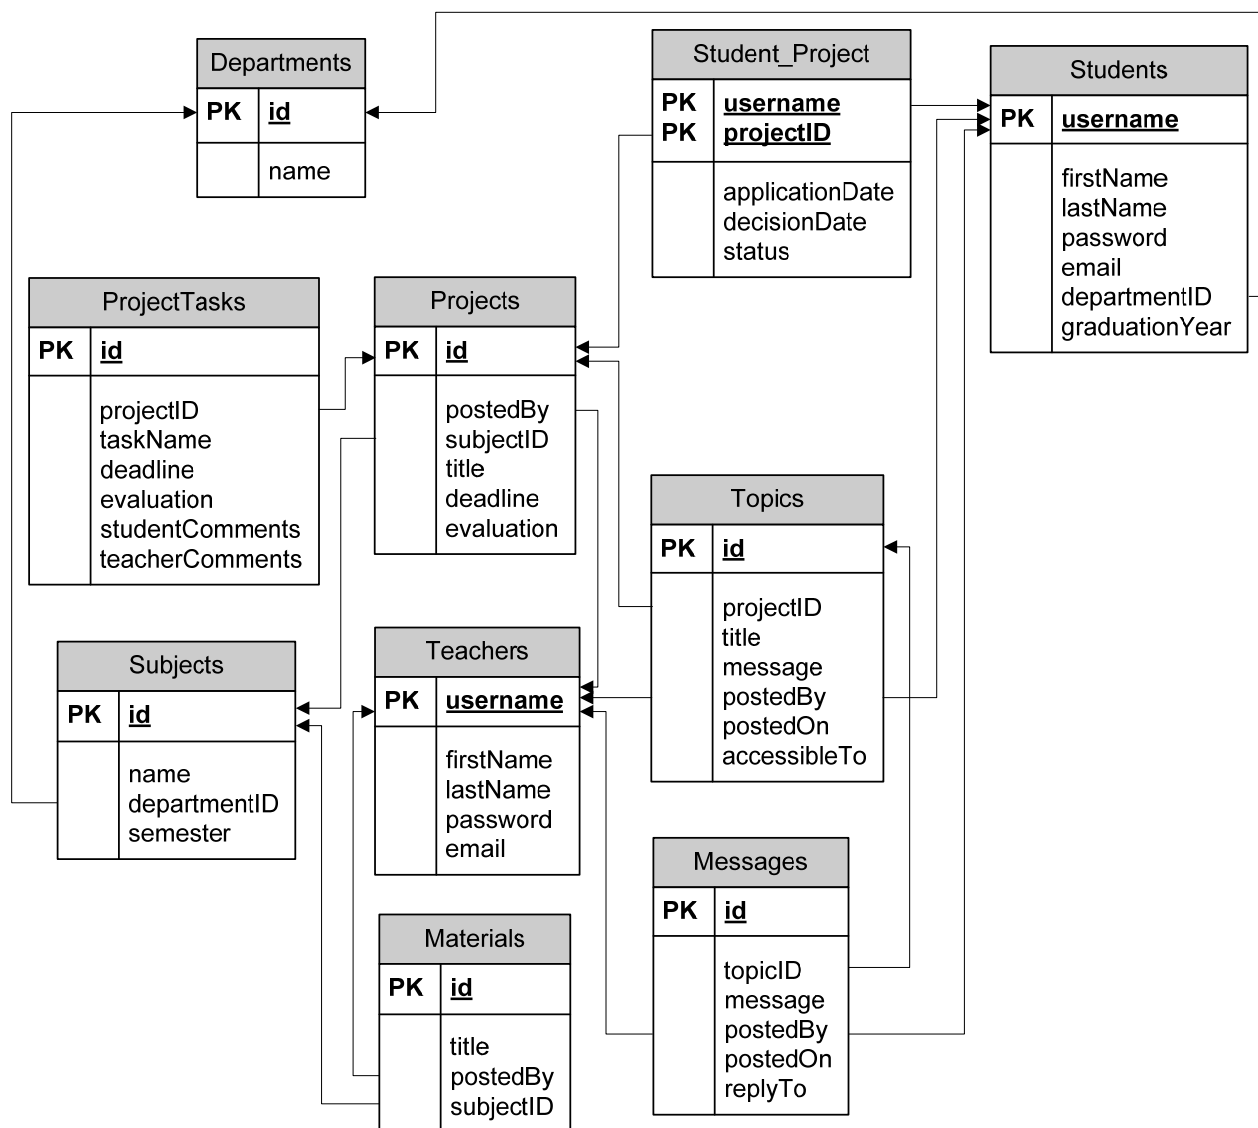 Departments
PK id
name
Student_Project
PK username
PK projectID
applicationDate
decisionDate
status
Students
PK username
firstName
lastName
password
email
departmentID
graduationYear
ProjectTasks
PK id
projectID
taskName
deadline
evaluation
studentComments
teacherComments
Projects
PK id
postedBy
subjectID
title
deadline
evaluation
Topics
PK id
projectID
title
message
postedBy
postedOn
accessibleTo
Subjects
PK id
name
departmentID
semester
Teachers
PK username
firstName
lastName
password
email
Messages
PK id
topicID
message
postedBy
postedOn
replyTo
Materials
PK id
title
postedBy
subjectID